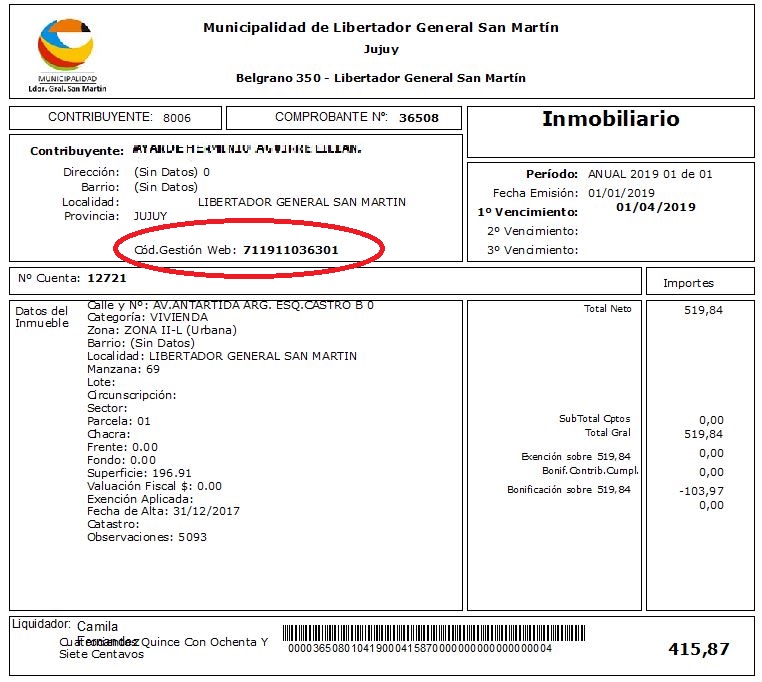 Municipalidad de Libertador General San Martín
Jujuy
Belgrano 350 - Libertador General San Martín
MUNICIPALIDAD
Ldor. Gral. San Martín
CONTRIBUYENTE: 8006
COMPROBANTE N°: 36508
Inmobiliario
Contribuyente:
Dirección: (Sin Datos) 0
Barrio: (Sin Datos)
Localidad: LIBERTADOR GENERAL SAN MARTIN
Provincia: JUJUY
Cód.Gestión Web: 711911036301
Período: ANUAL 2019 01 de 01
Fecha Emisión: 01/01/2019
1º Vencimiento: 01/04/2019
2º Vencimiento:
3º Vencimiento:
Nº Cuenta: 12721
Importes
Datos del
Inmueble
Calle y Nº: AV.ANTARTIDA ARG. ESQ.CASTRO B 0
Categoría: VIVIENDA
Zona: ZONA II-L (Urbana)
Barrio: (Sin Datos)
Localidad: LIBERTADOR GENERAL SAN MARTIN
Manzana: 69
Lote:
Circunscripción:
Sector:
Parcela: 01
Chacra:
Frente: 0.00
Fondo: 0.00
Superficie: 196.91
Valuación Fiscal $: 0.00
Exención Aplicada:
Fecha de Alta: 31/12/2017
Catastro:
Observaciones: 5093
Total Neto 519,84
SubTotal Cptos 0,00
Total Gral 519,84
Exención sobre 519,84 0,00
Bonif.Contrib.Cumpl. 0,00
Bonificación sobre 519,84 -103,97
0,00
Liquidador: Camila
Fernandez
Cuatrocientos Quince Con Ochenta Y
Siete Centavos
0000365080104190004158700000000000000000004
415,87